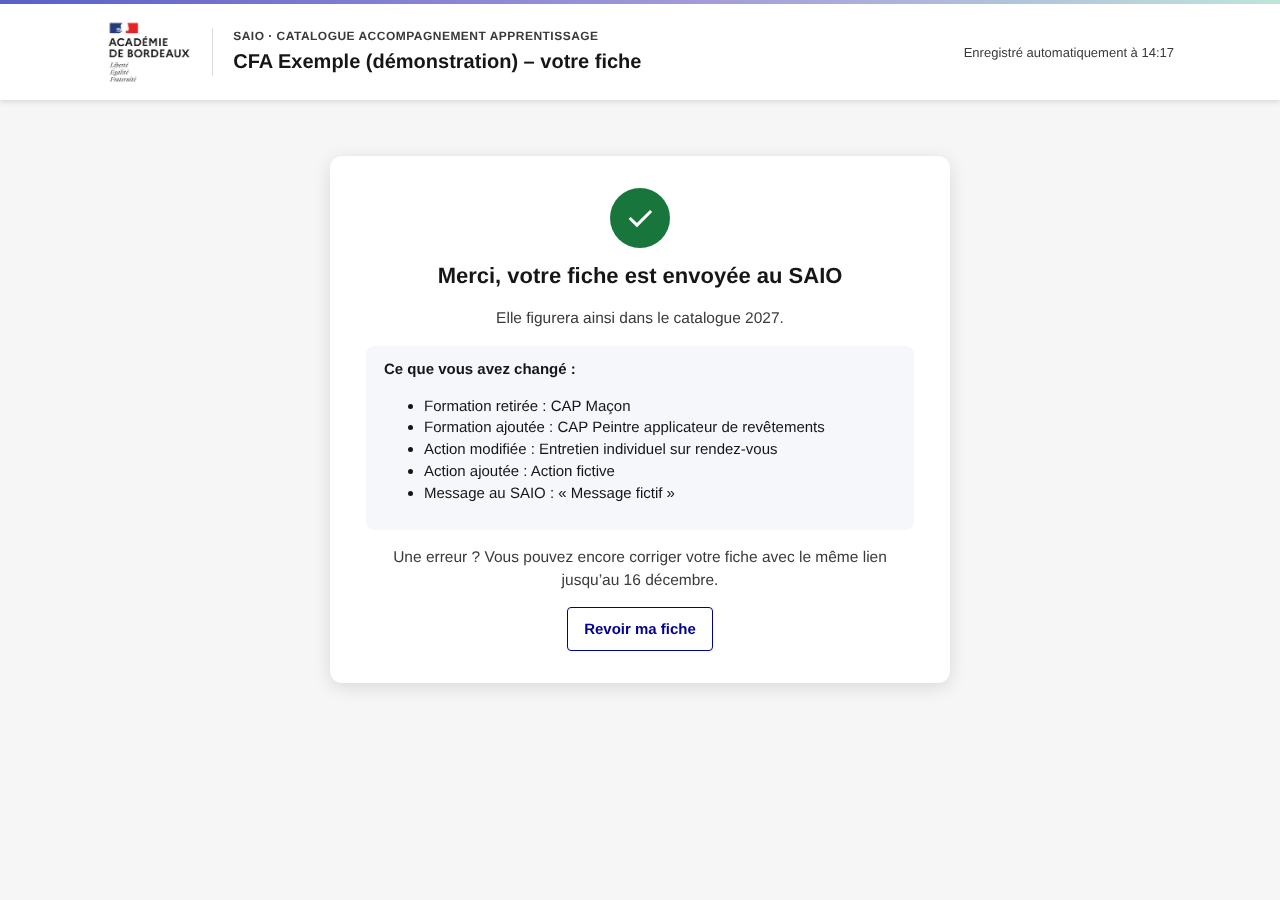 ACADÉMIE
DE BORDEAUX
Liberté
Égalité
Fraternité
SAIO · CATALOGUE ACCOMPAGNEMENT APPRENTISSAGE
CFA Exemple (démonstration) – votre fiche
Enregistré automatiquement à 14:17
Merci, votre fiche est envoyée au SAIO
Elle figurera ainsi dans le catalogue 2027.
Ce que vous avez changé :
• Formation retirée : CAP Maçon
• Formation ajoutée : CAP Peintre applicateur de revêtements
• Action modifiée : Entretien individuel sur rendez-vous
• Action ajoutée : Action fictive
• Message au SAIO : « Message fictif »
Une erreur ? Vous pouvez encore corriger votre fiche avec le même lien
jusqu’au 16 décembre.
Revoir ma fiche